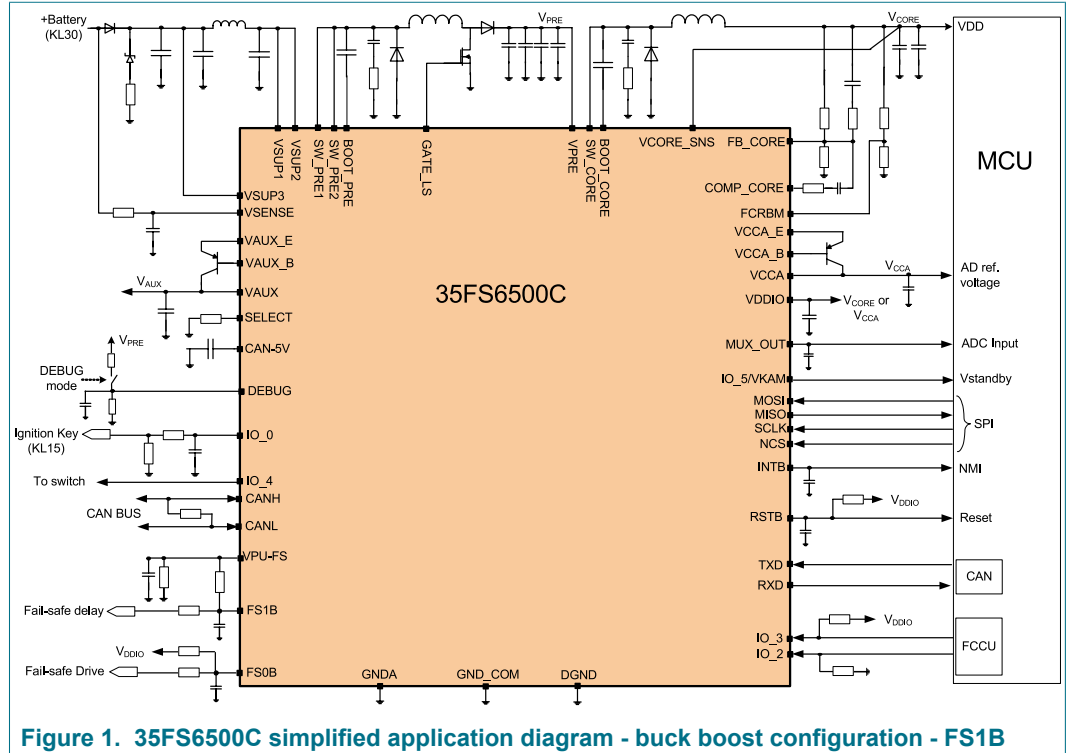 +Battery
(KL30)
VPRE
VCORE
VSUP1
VSUP2
SW_PRE1
SW_PRE2
BOOT_PRE
GATE_LS
VPRE
SW_CORE
BOOT_CORE
VCORE_SNS
FB_CORE
COMP_CORE
FCRBM
VCCA_E
VCCA_B
VCCA
VDDIO
MUX_OUT
IO_5/VKAM
MOSI
MISO
SCLK
NCS
INTB
RSTB
TXD
RXD
IO_3
IO_2
VSUP3
VSENSE
VAUX_E
VAUX_B
VAUX
SELECT
CAN-5V
DEBUG
IO_0
IO_4
CANH
CANL
VPU-FS
FS1B
FS0B
GNDA
GND_COM
DGND
35FS6500C
VAUX
VPRE
DEBUG
mode
Ignition Key
(KL15)
To switch
CAN BUS
Fail-safe delay
VDDIO
Fail-safe Drive
VCCA
VCORE or
VCCA
VDDIO
VDDIO
VDD
MCU
AD ref.
voltage
ADC Input
Vstandby
SPI
NMI
Reset
CAN
FCCU
Figure 1. 35FS6500C simplified application diagram - buck boost configuration - FS1B